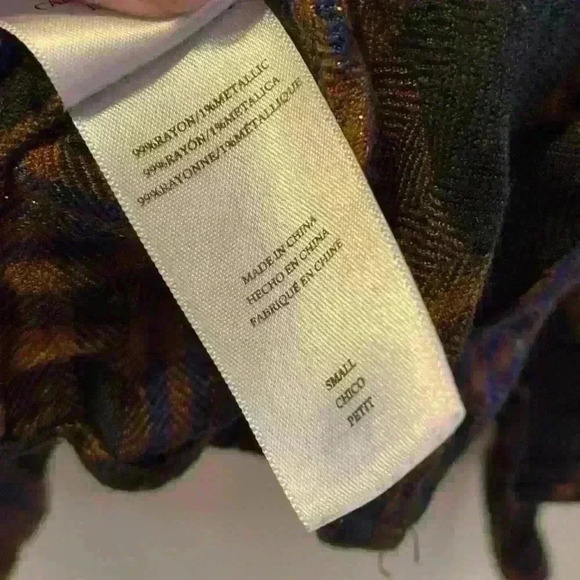 99%RAYON/1%METALLIC
99%RAYÓN/1%METALICA
99%RAYONNE/1%MÉTALLIQUE
MADE IN CHINA
HECHO EN CHINA
FABRIQUÉ EN CHINE
SMALL
CHICO
PETIT